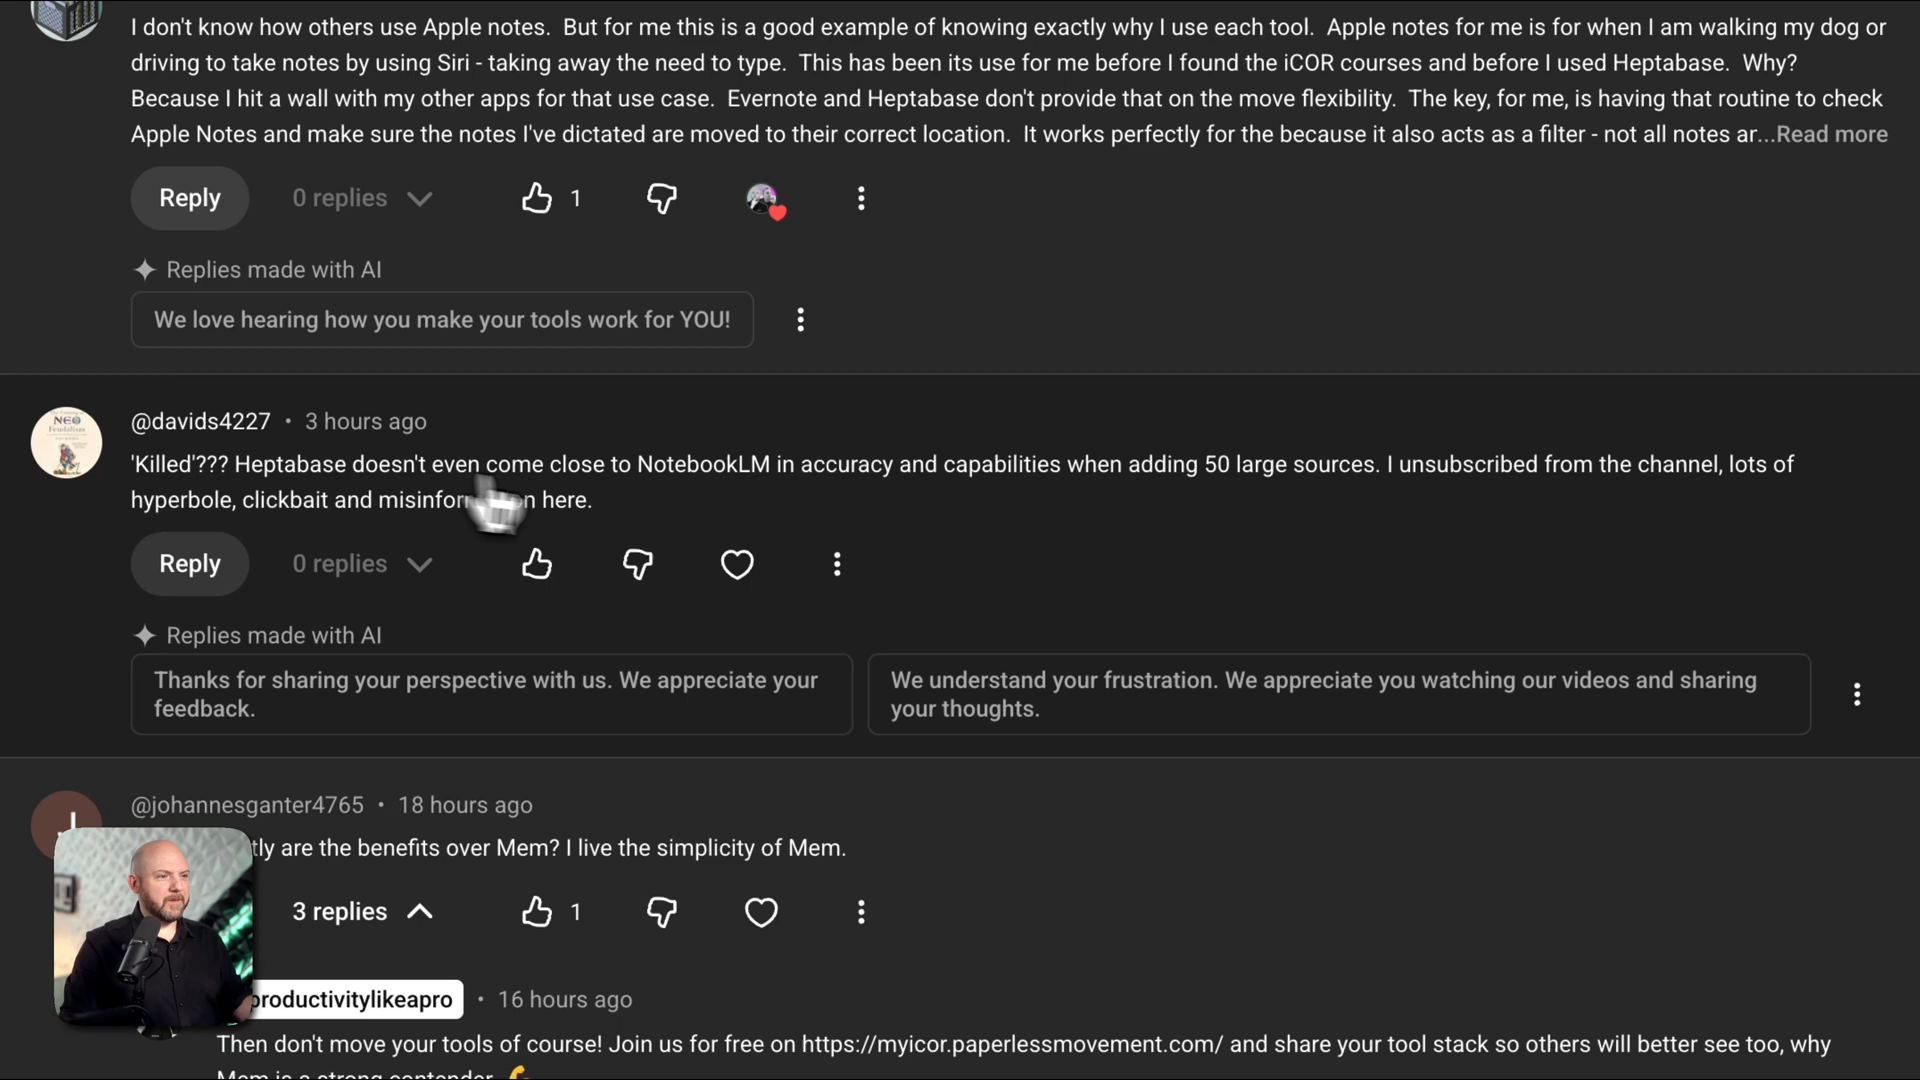 I don't know how others use Apple notes.  But for me this is a good example of knowing exactly why I use each tool.  Apple notes for me is for when I am walking my dog or
driving to take notes by using Siri - taking away the need to type.  This has been its use for me before I found the iCOR courses and before I used Heptabase.  Why?
Because I hit a wall with my other apps for that use case.  Evernote and Heptabase don't provide that on the move flexibility.  The key, for me, is having that routine to check
Apple Notes and make sure the notes I've dictated are moved to their correct location.  It works perfectly for the because it also acts as a filter - not all notes ar...Read more
Reply 0 replies 1
Replies made with AI
We love hearing how you make your tools work for YOU!
NEO
Feudalism
@davids4227 • 3 hours ago
'Killed'??? Heptabase doesn't even come close to NotebookLM in accuracy and capabilities when adding 50 large sources. I unsubscribed from the channel, lots of
hyperbole, clickbait and misinfor n here.
Reply 0 replies
Replies made with AI
Thanks for sharing your perspective with us. We appreciate your
feedback.
We understand your frustration. We appreciate you watching our videos and sharing
your thoughts.
@johannesganter4765 • 18 hours ago
tly are the benefits over Mem? I live the simplicity of Mem.
3 replies 1
productivitylikeapro • 16 hours ago
Then don't move your tools of course! Join us for free on https://myicor.paperlessmovement.com/ and share your tool stack so others will better see too, why
Mem is a strong contender. 💪